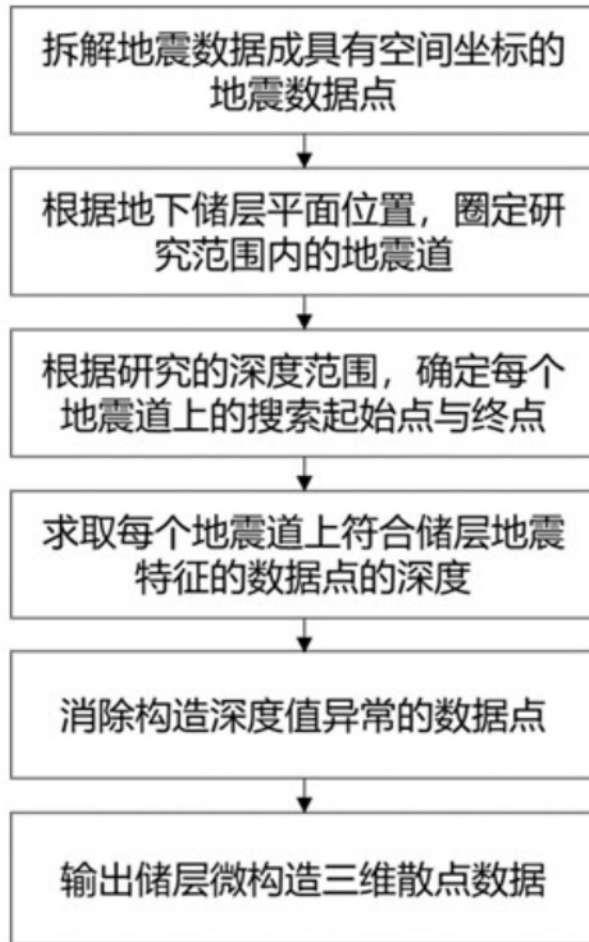 拆解地震数据成具有空间坐标的
地震数据点
根据地下储层平面位置，圈定研
究范围内的地震道
根据研究的深度范围，确定每个
地震道上的搜索起始点与终点
求取每个地震道上符合储层地震
特征的数据点的深度
消除构造深度值异常的数据点
输出储层微构造三维散点数据